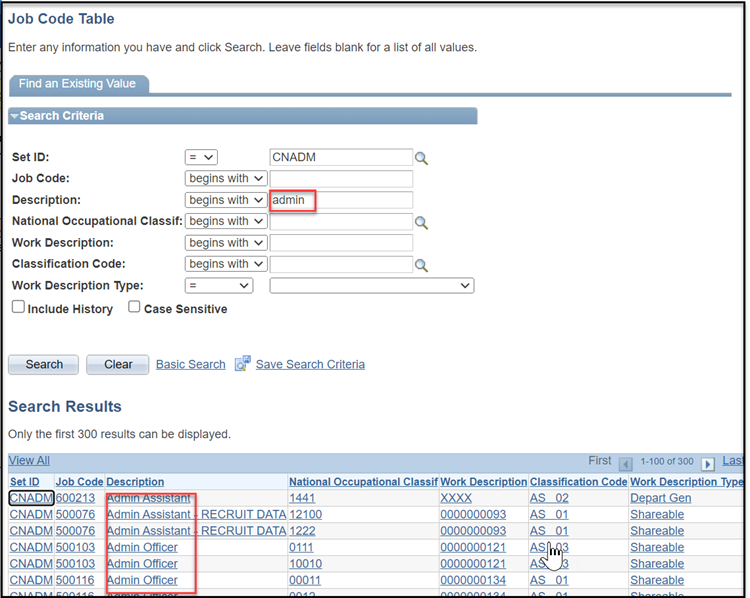 Job Code Table
Enter any information you have and click Search. Leave fields blank for a list of all values.
Find an Existing Value
Search Criteria
Set ID: = CNADM
Job Code: begins with
Description: begins with admin
National Occupational Classif: begins with
Work Description: begins with
Classification Code: begins with
Work Description Type: =
Include History Case Sensitive
Search Clear Basic Search Save Search Criteria
Search Results
Only the first 300 results can be displayed.
View All First 1-100 of 300 Last
Set ID Job Code Description National Occupational Classif Work Description Classification Code Work Description Type
CNADM 600213 Admin Assistant 1441 XXXX AS 02 Depart Gen
CNADM 500076 Admin Assistant - RECRUIT DATA 12100 0000000093 AS 01 Shareable
CNADM 500076 Admin Assistant - RECRUIT DATA 1222 0000000093 AS 01 Shareable
CNADM 500103 Admin Officer 0111 0000000121 AS 03 Shareable
CNADM 500103 Admin Officer 10010 0000000121 AS 03 Shareable
CNADM 500116 Admin Officer 00011 0000000134 AS 01 Shareable